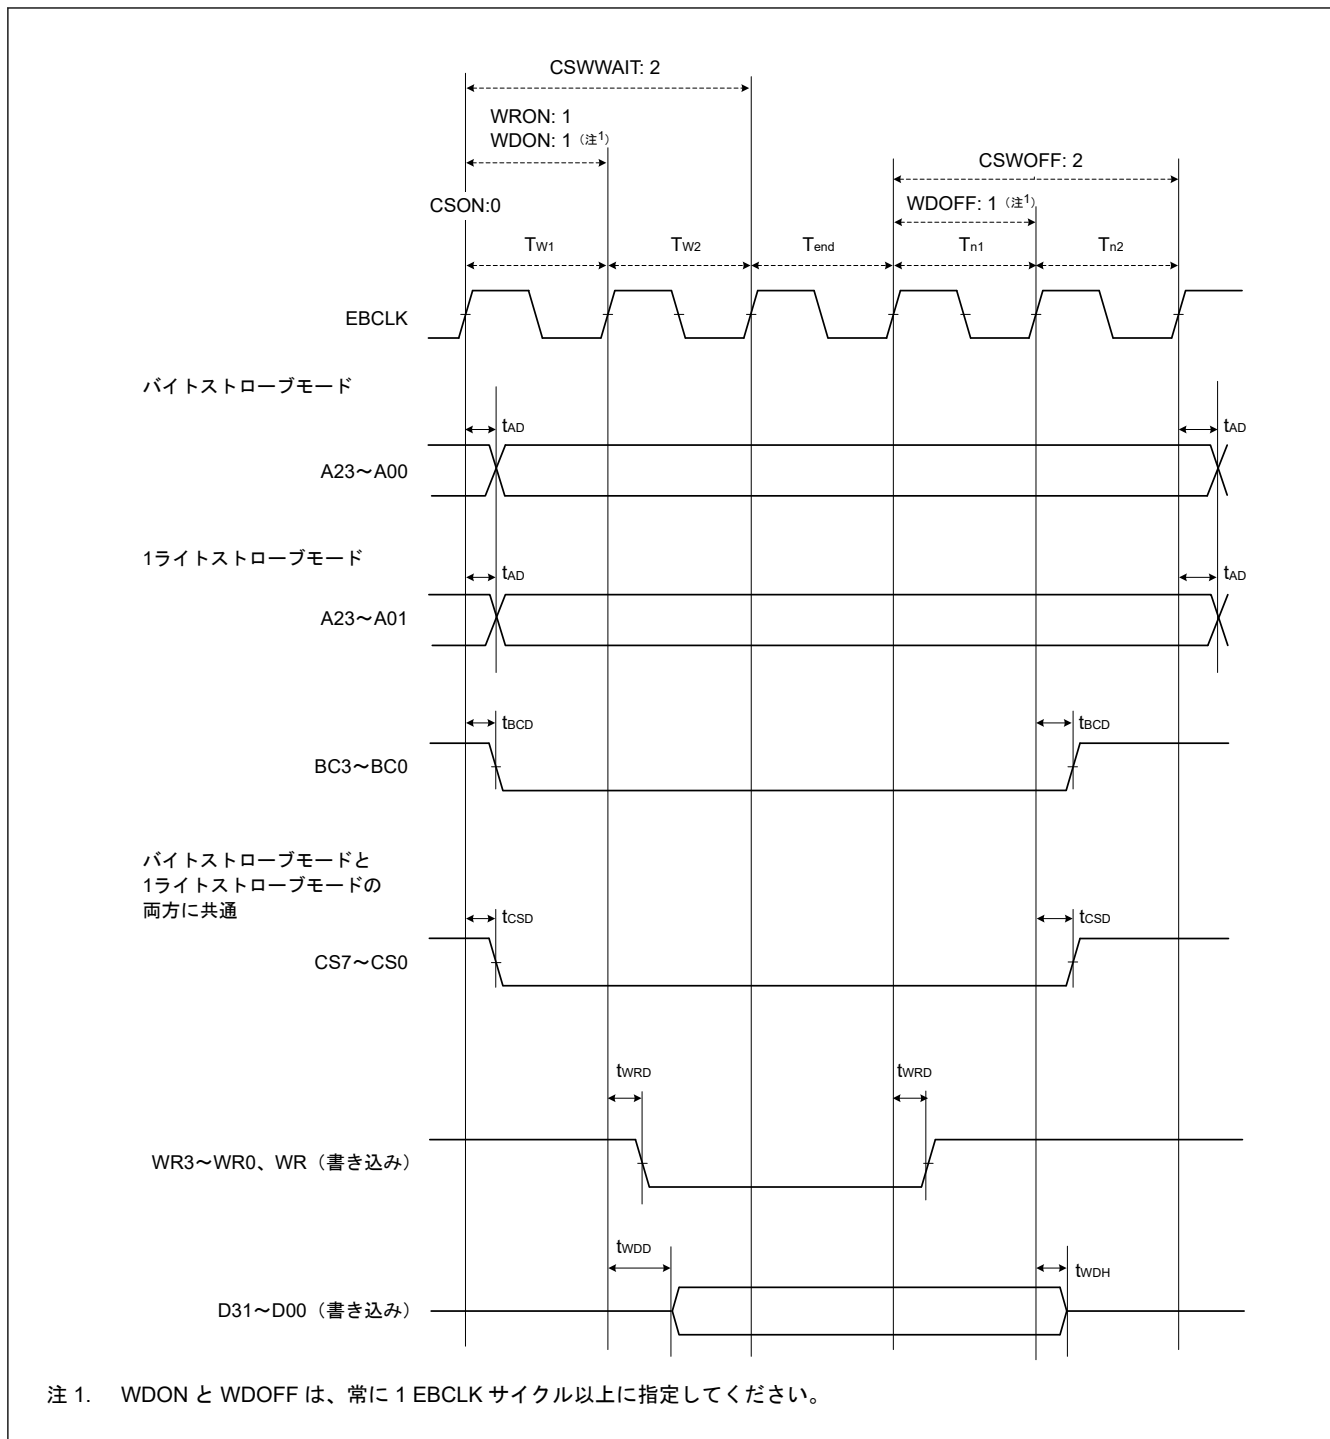 CSWWAIT: 2
WRON: 1
WDON: 1（注1）
CSWOFF: 2
WDOFF: 1（注1）
CSON:0
TW1 TW2 Tend Tn1 Tn2
EBCLK
バイトストローブモード
tAD tAD
A23～A00
1ライトストローブモード
tAD tAD
A23～A01
tBCD tBCD
BC3～BC0
バイトストローブモードと
1ライトストローブモードの
両方に共通
tCSD tCSD
CS7～CS0
tWRD tWRD
WR3～WR0、WR（書き込み）
tWDD tWDH
D31～D00（書き込み）
注 1. WDON と WDOFF は、常に 1 EBCLK サイクル以上に指定してください。